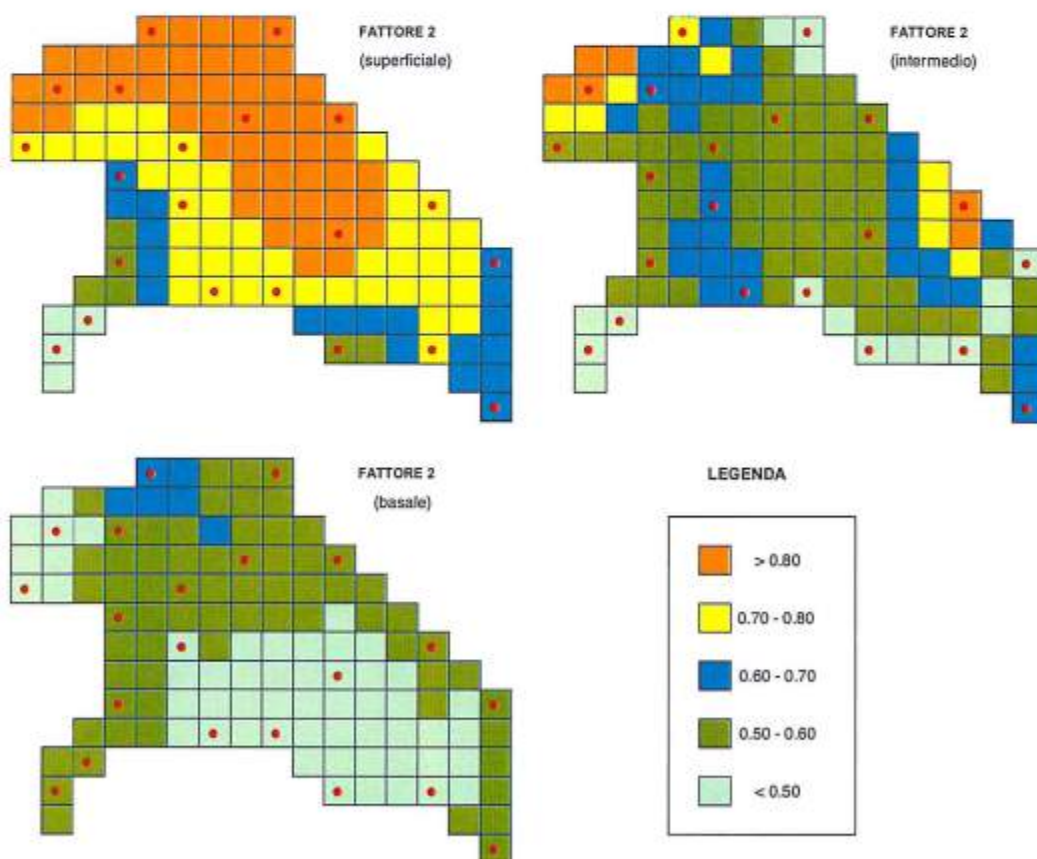 FATTORE 2
(superficiale)
FATTORE 2
(intermedio)
FATTORE 2
(basale)
LEGENDA
> 0.80
0.70 - 0.80
0.60 - 0.70
0.50 - 0.60
< 0.50